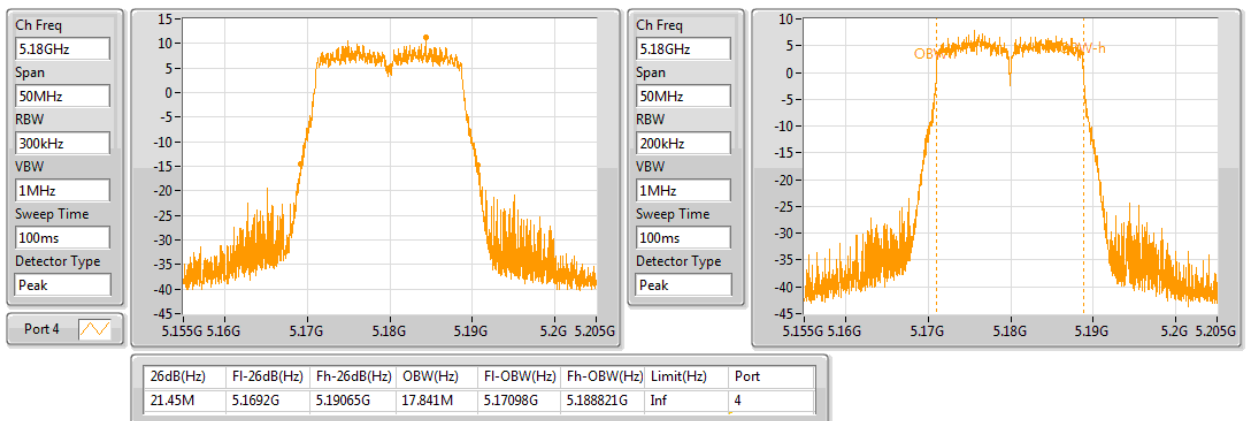 Ch Freq
5.18GHz
Span
50MHz
RBW
300kHz
VBW
1MHz
Sweep Time
100ms
Detector Type
Peak
Port 4
15
10
5
0
-5
-10
-15
-20
-25
-30
-35
-40
-45
5.155G 5.16G 5.17G 5.18G 5.19G 5.2G 5.205G
Ch Freq
5.18GHz
Span
50MHz
RBW
200kHz
VBW
1MHz
Sweep Time
100ms
Detector Type
Peak
10
5
0
-5
-10
-15
-20
-25
-30
-35
-40
-45
5.155G 5.16G 5.17G 5.18G 5.19G 5.2G 5.205G
26dB(Hz) Fl-26dB(Hz) Fh-26dB(Hz) OBW(Hz) Fl-OBW(Hz) Fh-OBW(Hz) Limit(Hz) Port
21.45M 5.1692G 5.19065G 17.841M 5.17098G 5.188821G Inf 4